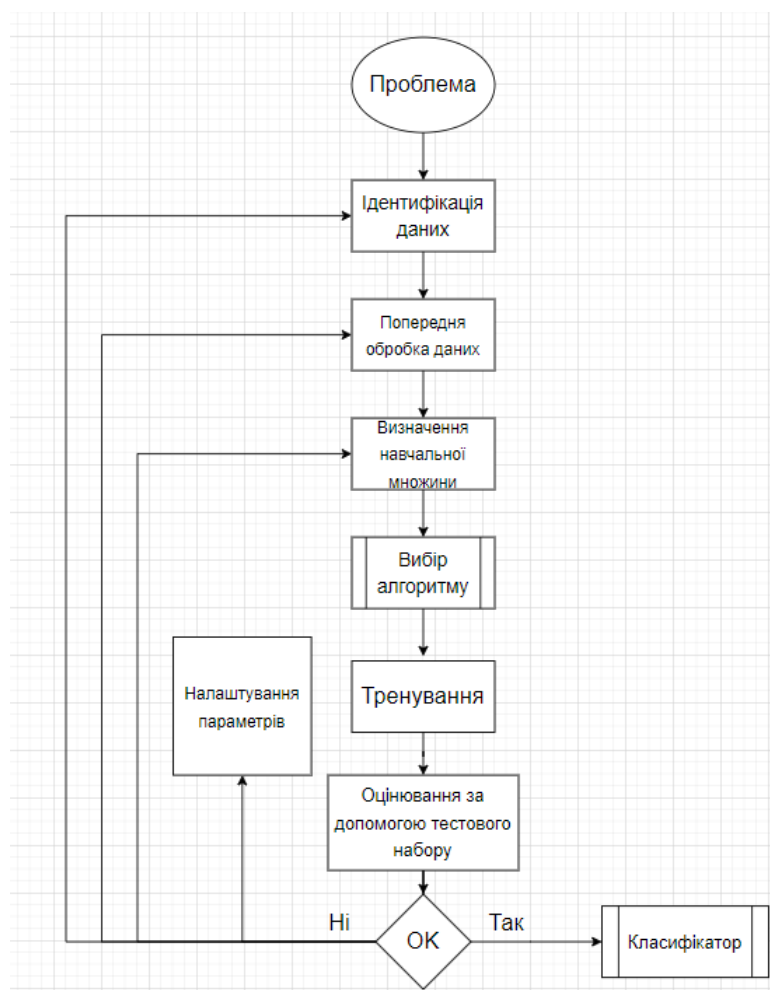 Проблема
Ідентифікація
даних
Попередня
обробка даних
Визначення
навчальної
множини
Вибір
алгоритму
Налаштування
параметрів
Тренування
Оцінювання за
допомогою тестового
набору
Ні
OK
Так
Класифікатор